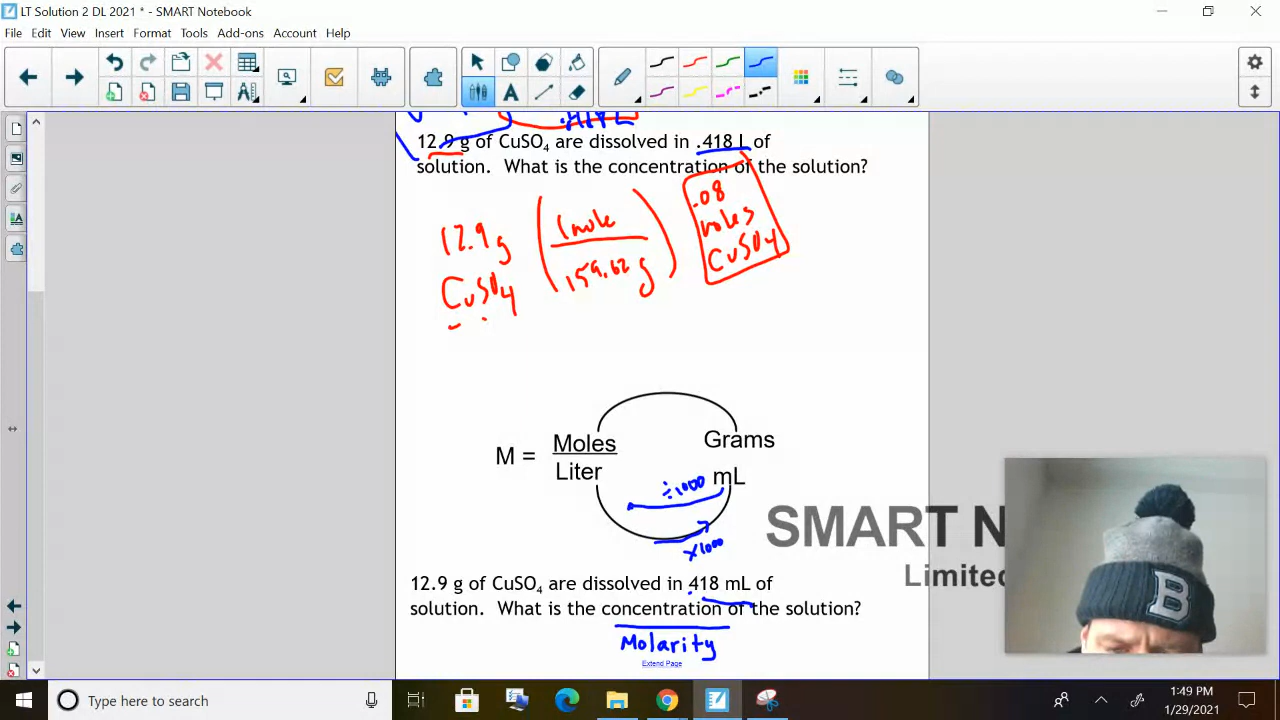 LT Solution 2 DL 2021 * - SMART Notebook
File Edit View Insert Format Tools Add-ons Account Help
.418 L
12.9 g of CuSO4 are dissolved in .418 L of
solution. What is the concentration of the solution?
12.9 g
CuSO4
1 mole
159.62 g
.08
moles
CuSO4
M = Moles
Liter
Grams
mL
÷1000
x1000
SMART N
Limited
12.9 g of CuSO4 are dissolved in .418 mL of
solution. What is the concentration of the solution?
Molarity
Extend Page
B
Type here to search
1:49 PM
1/29/2021